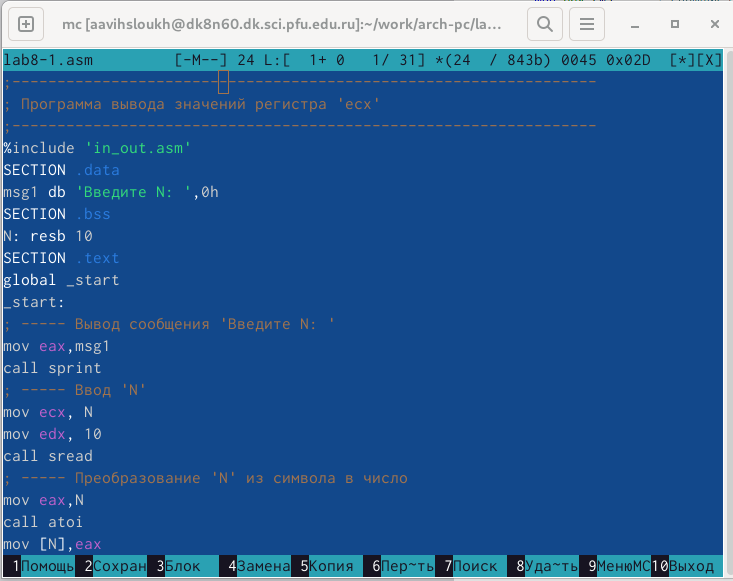 mc [aavihsloukh@dk8n60.dk.sci.pfu.edu.ru]:~/work/arch-pc/la...
lab8-1.asm [-M--] 24 L:[ 1+ 0 1/ 31] *(24 / 843b) 0045 0x02D [*][X]
;-----------------------------------------------------------------
; Программа вывода значений регистра 'ecx'
;-----------------------------------------------------------------
%include 'in_out.asm'
SECTION .data
msg1 db 'Введите N: ',0h
SECTION .bss
N: resb 10
SECTION .text
global _start
_start:
; ----- Вывод сообщения 'Введите N: '
mov eax,msg1
call sprint
; ----- Ввод 'N'
mov ecx, N
mov edx, 10
call sread
; ----- Преобразование 'N' из символа в число
mov eax,N
call atoi
mov [N],eax
1Помощь 2Сохран 3Блок 4Замена 5Копия 6Пер~ть 7Поиск 8Уда~ть 9МенюМС 10Выход